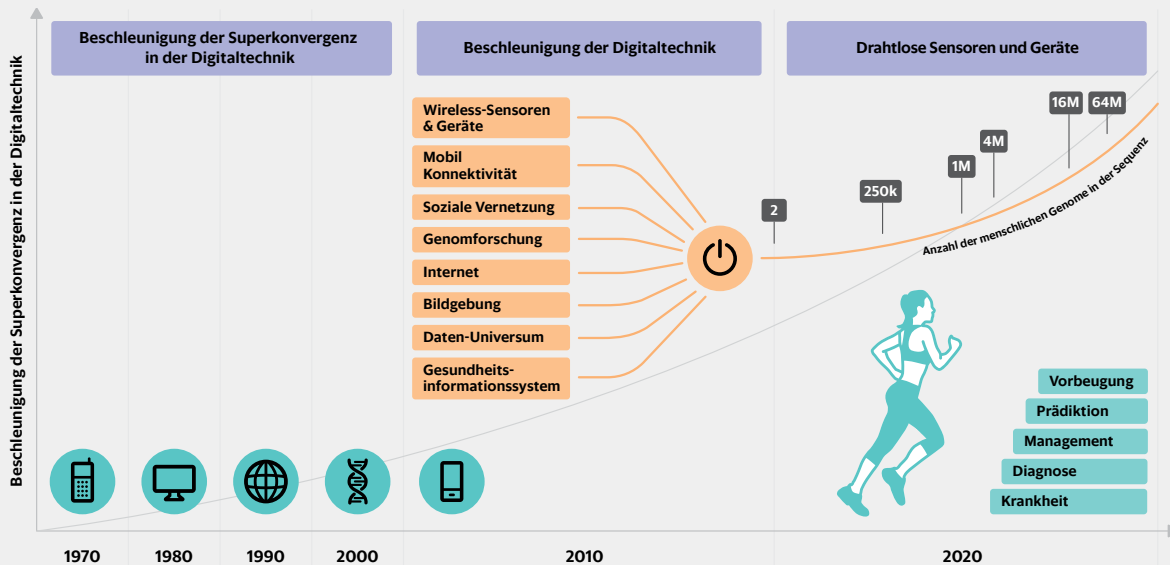 Beschleunigung der Superkonvergenz in der Digitaltechnik
Beschleunigung der Superkonvergenz
in der Digitaltechnik
Beschleunigung der Digitaltechnik
Drahtlose Sensoren und Geräte
Wireless-Sensoren
& Geräte
Mobil
Konnektivität
Soziale Vernetzung
Genomforschung
Internet
Bildgebung
Daten-Universum
Gesundheits-
informationssystem
2
250k
1M
4M
16M
64M
Anzahl der menschlichen Genome in der Sequenz
Vorbeugung
Prädiktion
Management
Diagnose
Krankheit
1970
1980
1990
2000
2010
2020